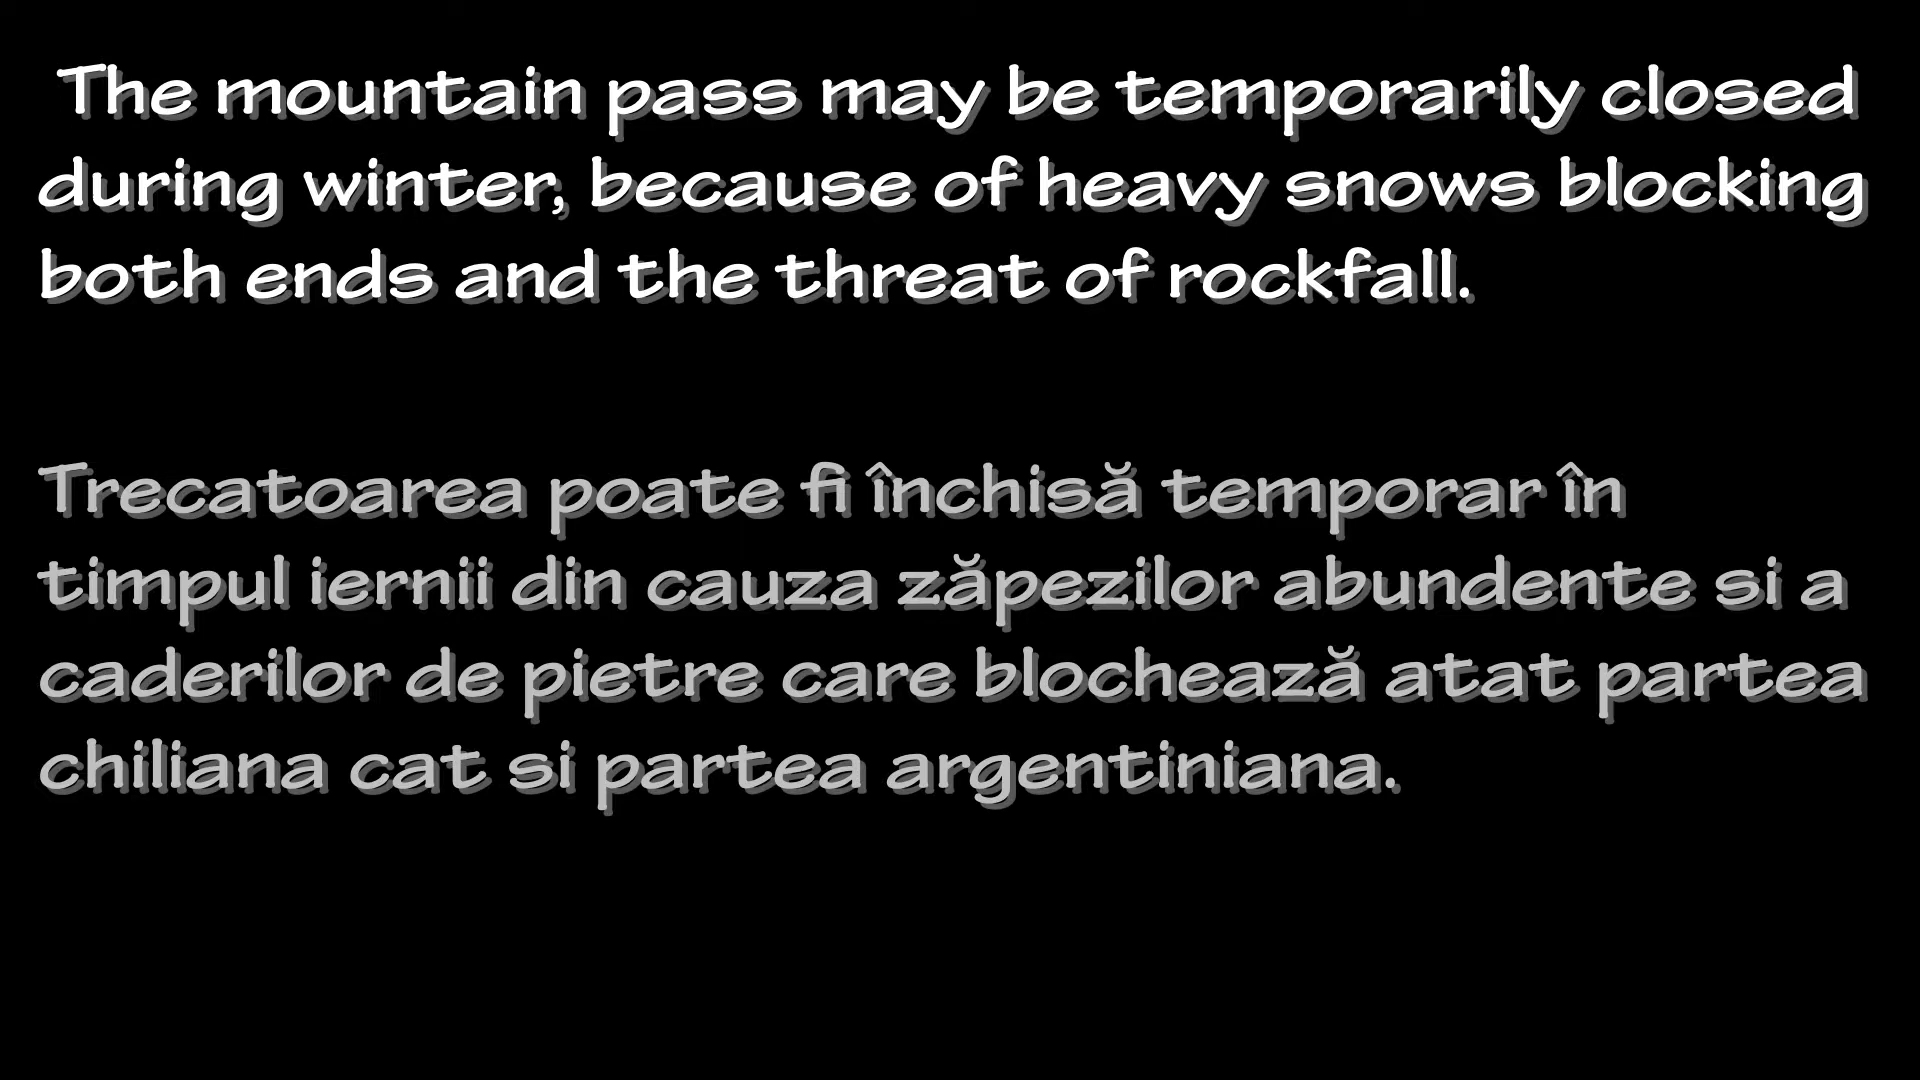 The mountain pass may be temporarily closed
during winter, because of heavy snows blocking
both ends and the threat of rockfall.
Trecatoarea poate fi închisă temporar în
timpul iernii din cauza zăpezilor abundente si a
caderilor de pietre care blochează atat partea
chiliana cat si partea argentiniana.